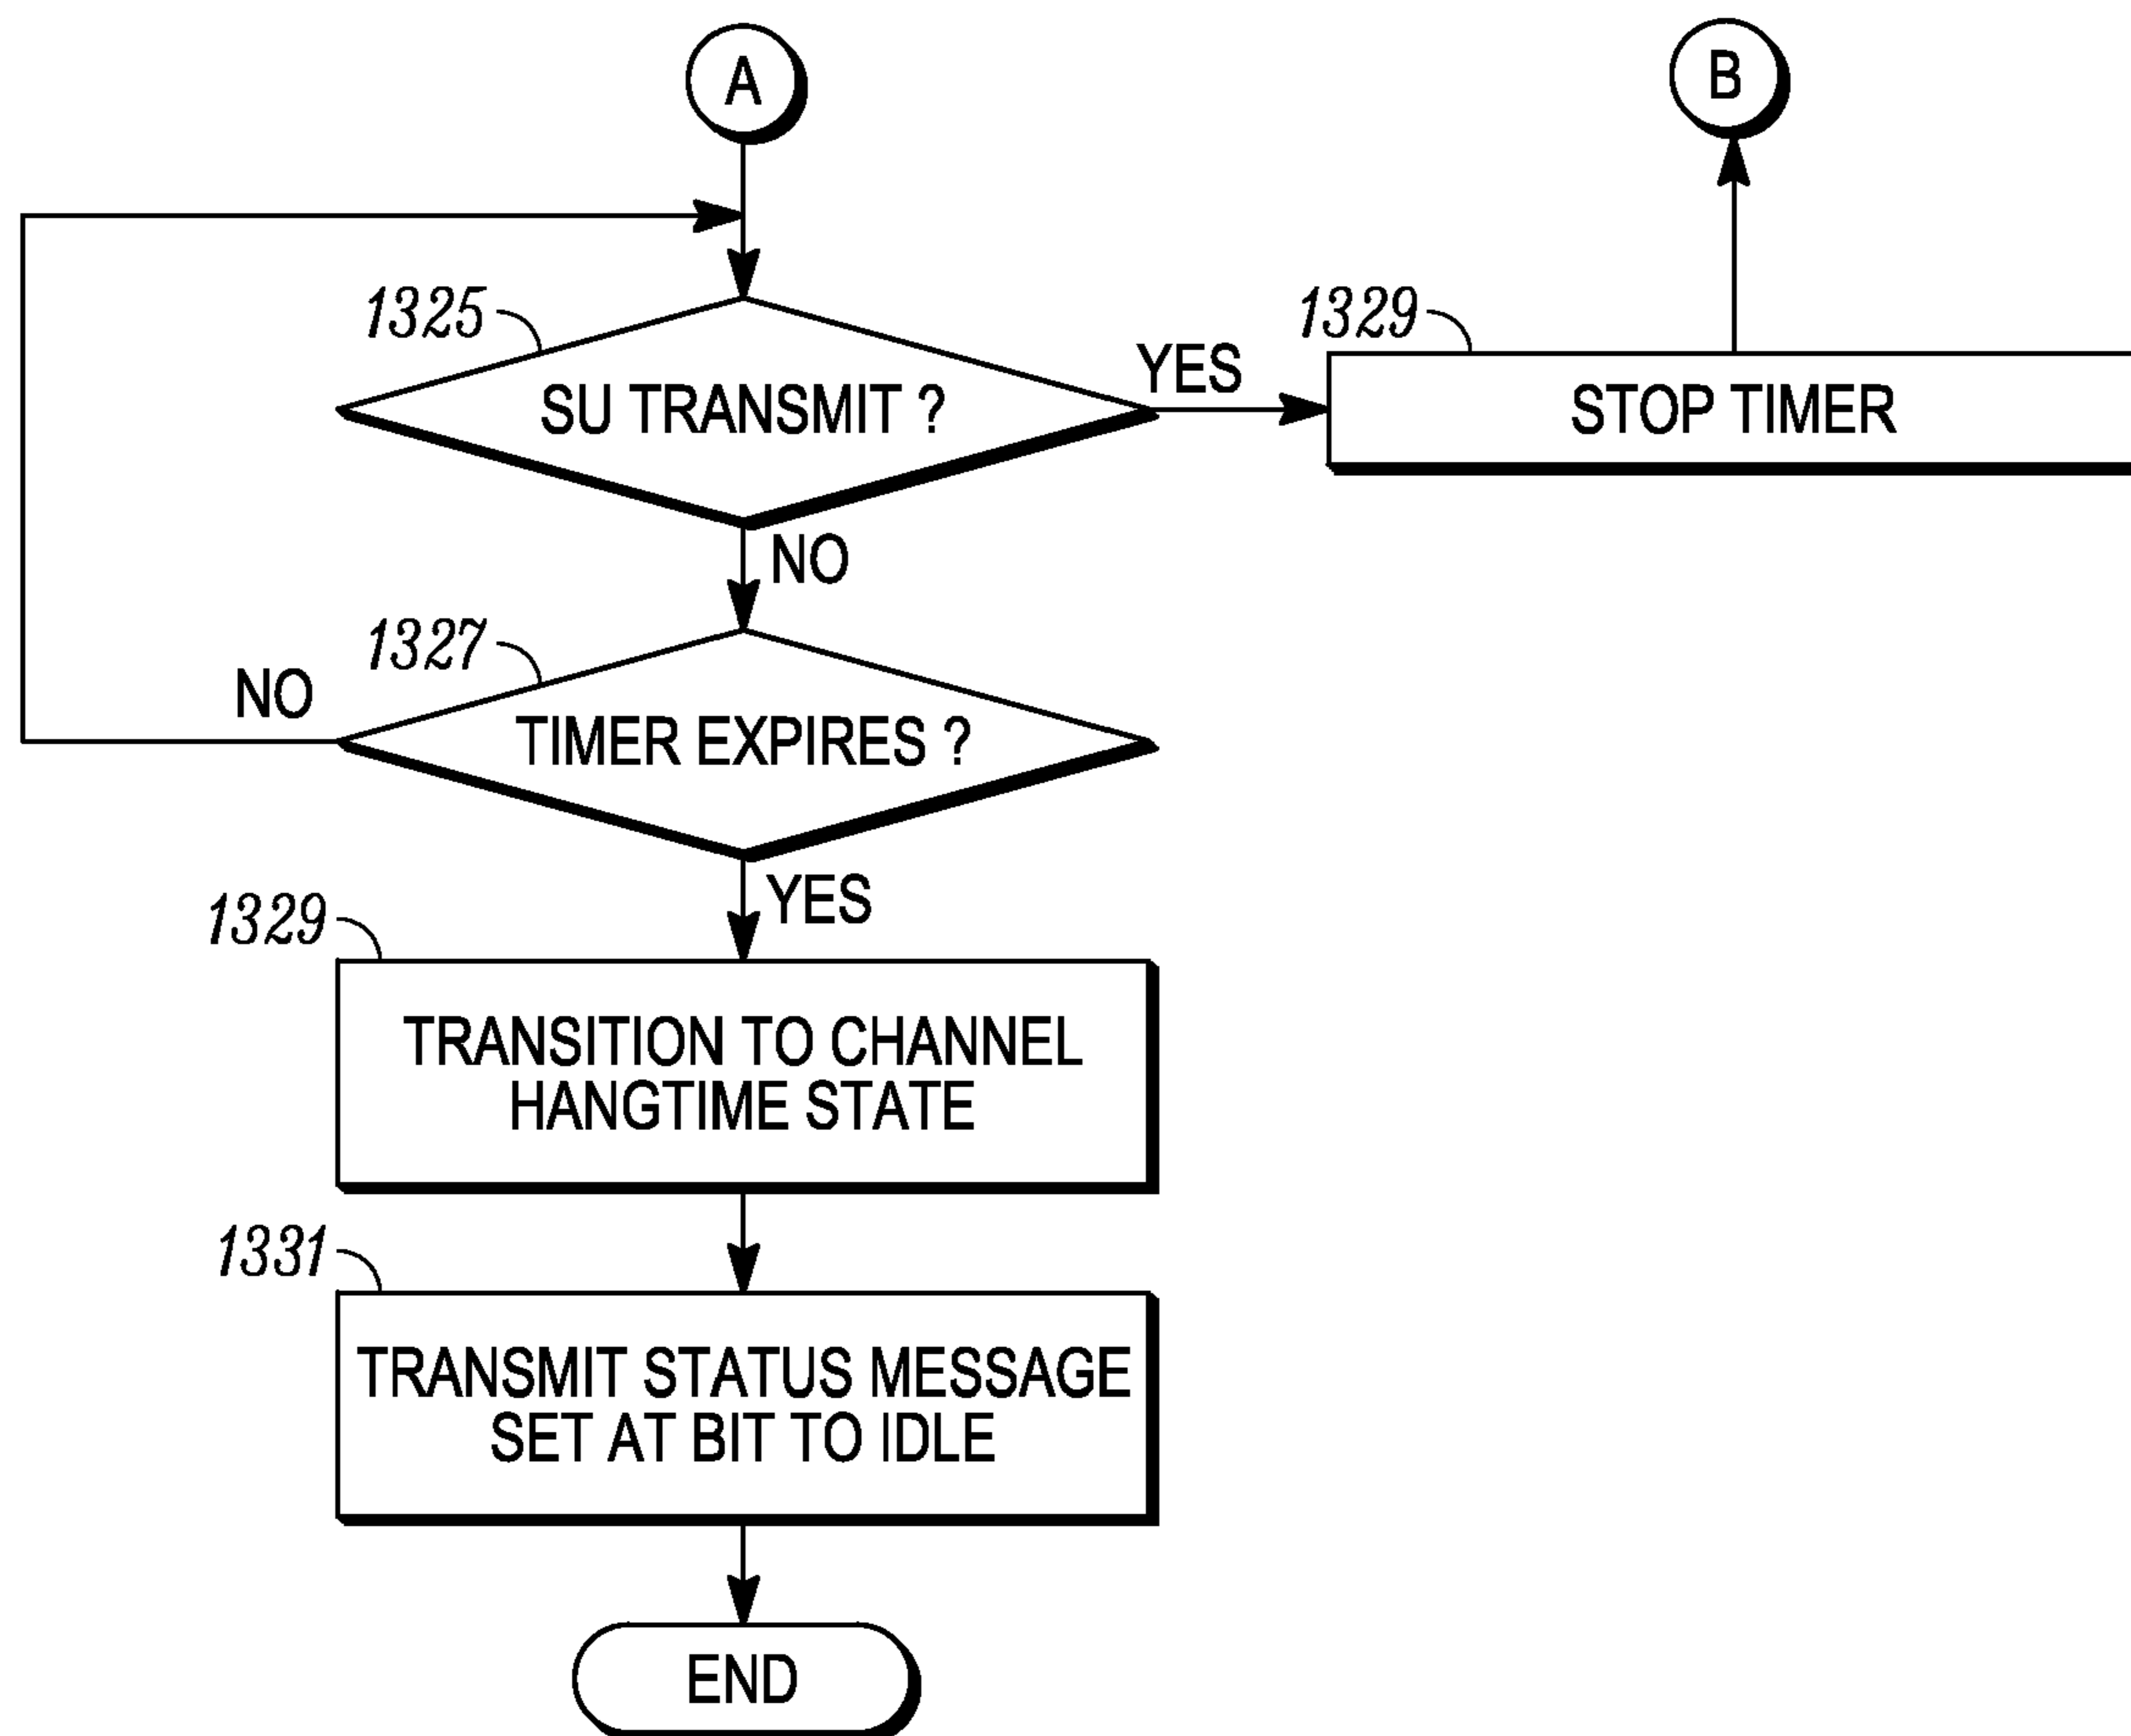 A
B
1325
SU TRANSMIT ?
YES
1329
STOP TIMER
NO
1327
NO
TIMER EXPIRES ?
YES
1329
TRANSITION TO CHANNEL
HANGTIME STATE
1331
TRANSMIT STATUS MESSAGE
SET AT BIT TO IDLE
END